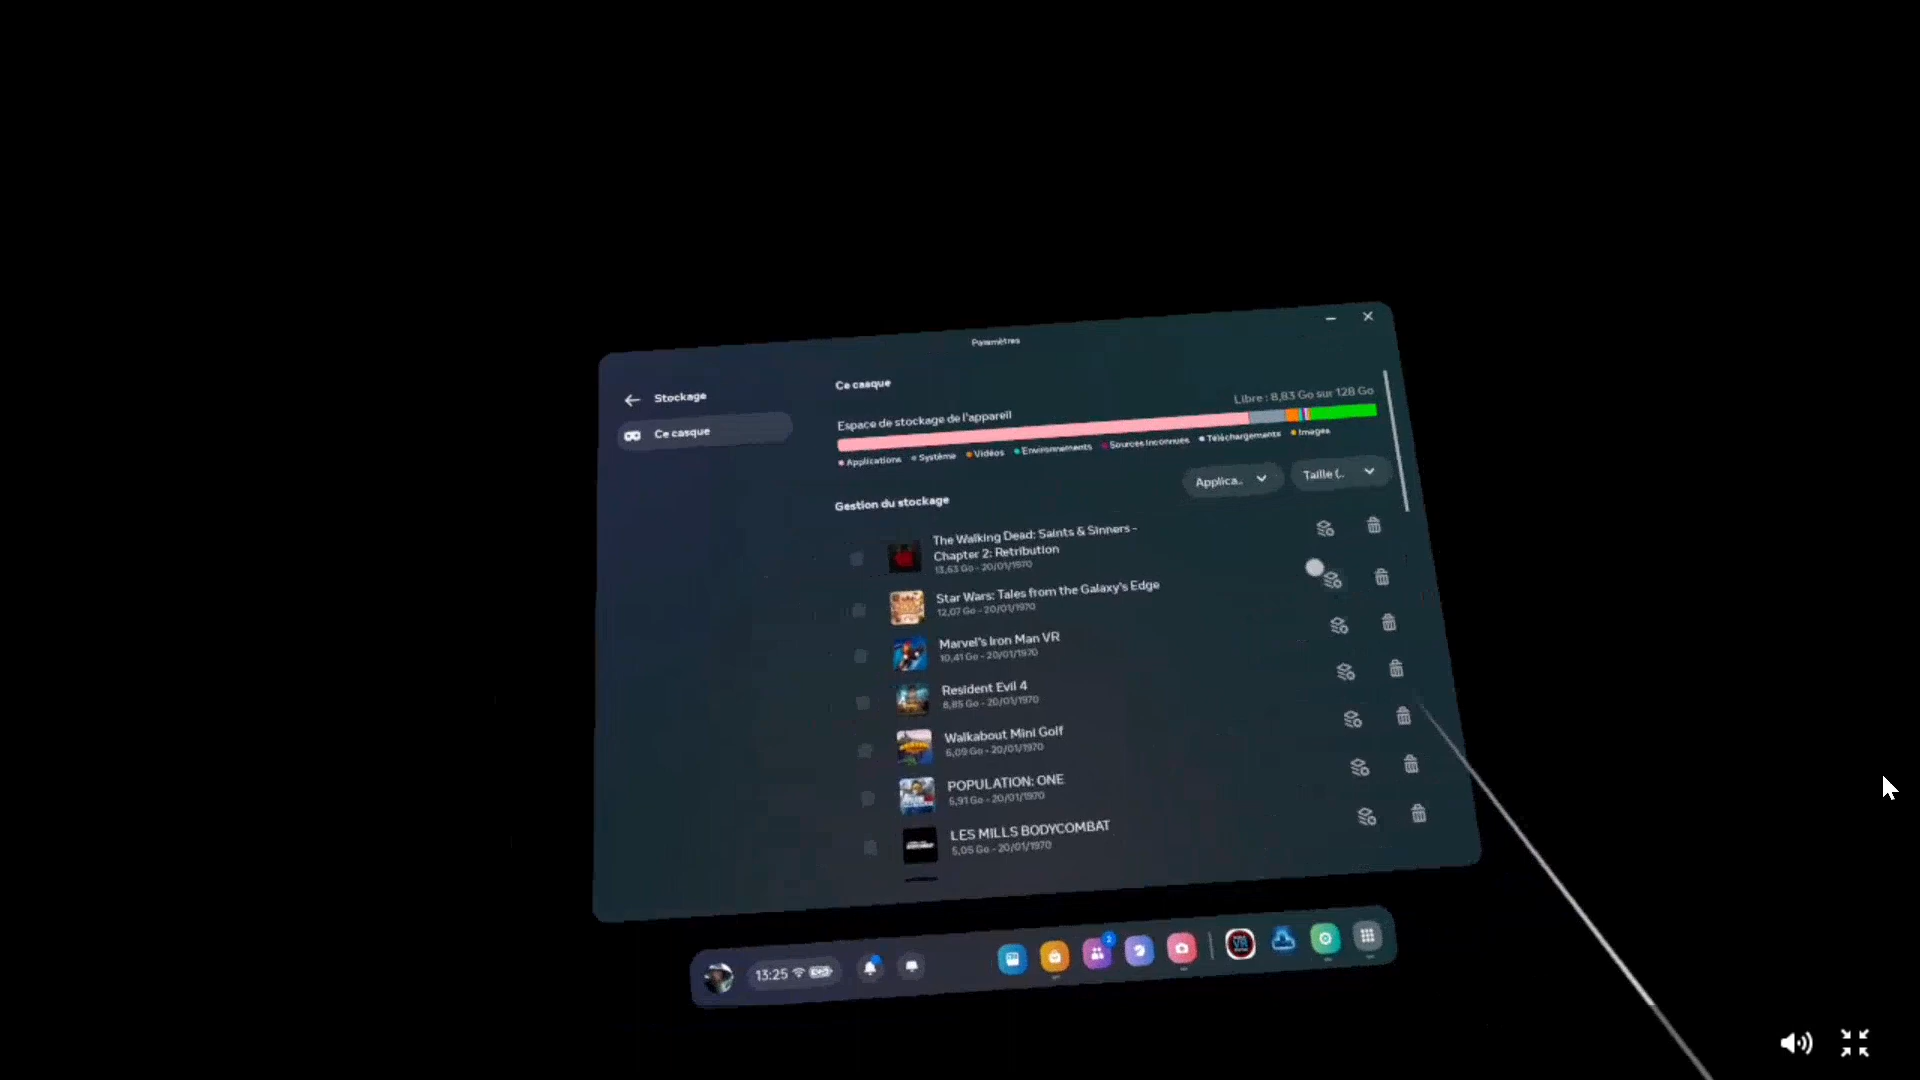 Paramètres
Stockage
Ce casque
Ce casque
Libre : 8,83 Go sur 128 Go
Espace de stockage de l'appareil
Applications Système Vidéos Environnements Sources Inconnues Téléchargements Images
Applica.. Taille (..
Gestion du stockage
The Walking Dead: Saints & Sinners -
Chapter 2: Retribution
13,63 Go - 20/01/1970
Star Wars: Tales from the Galaxy's Edge
12,07 Go - 20/01/1970
Marvel's Iron Man VR
10,41 Go - 20/01/1970
Resident Evil 4
8,85 Go - 20/01/1970
Walkabout Mini Golf
6,09 Go - 20/01/1970
POPULATION: ONE
5,91 Go - 20/01/1970
LES MILLS BODYCOMBAT
5,05 Go - 20/01/1970
13:25
VR